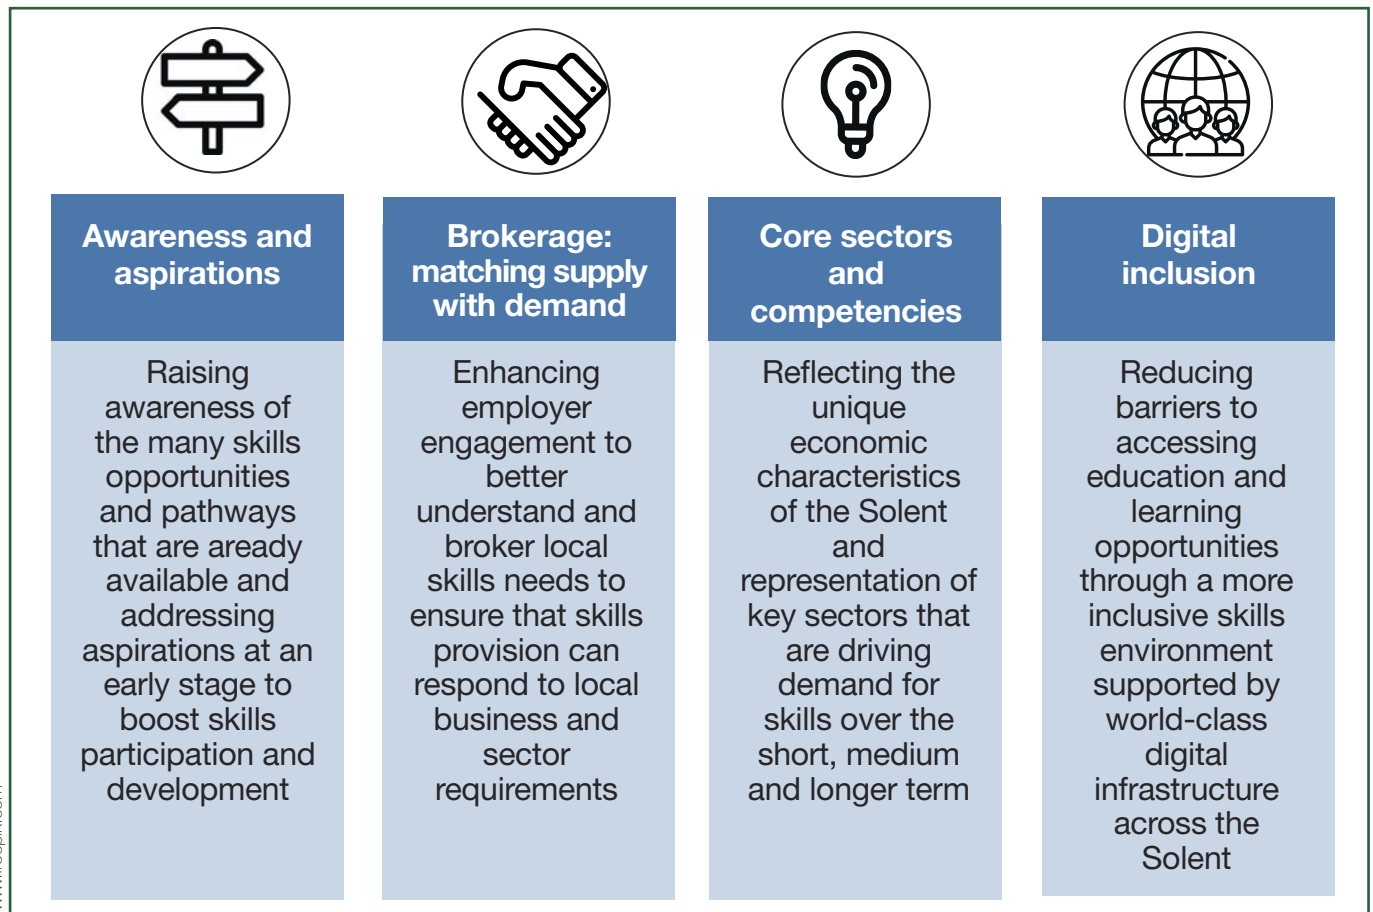 Awareness and
aspirations
Raising
awareness of
the many skills
opportunities
and pathways
that are aready
available and
addressing
aspirations at an
early stage to
boost skills
participation and
development
Brokerage:
matching supply
with demand
Enhancing
employer
engagement to
better
understand and
broker local
skills needs to
ensure that skills
provision can
respond to local
business and
sector
requirements
Core sectors
and
competencies
Reflecting the
unique
economic
characteristics
of the Solent
and
representation of
key sectors that
are driving
demand for
skills over the
short, medium
and longer term
Digital
inclusion
Reducing
barriers to
accessing
education and
learning
opportunities
through a more
inclusive skills
environment
supported by
world-class
digital
infrastructure
across the
Solent